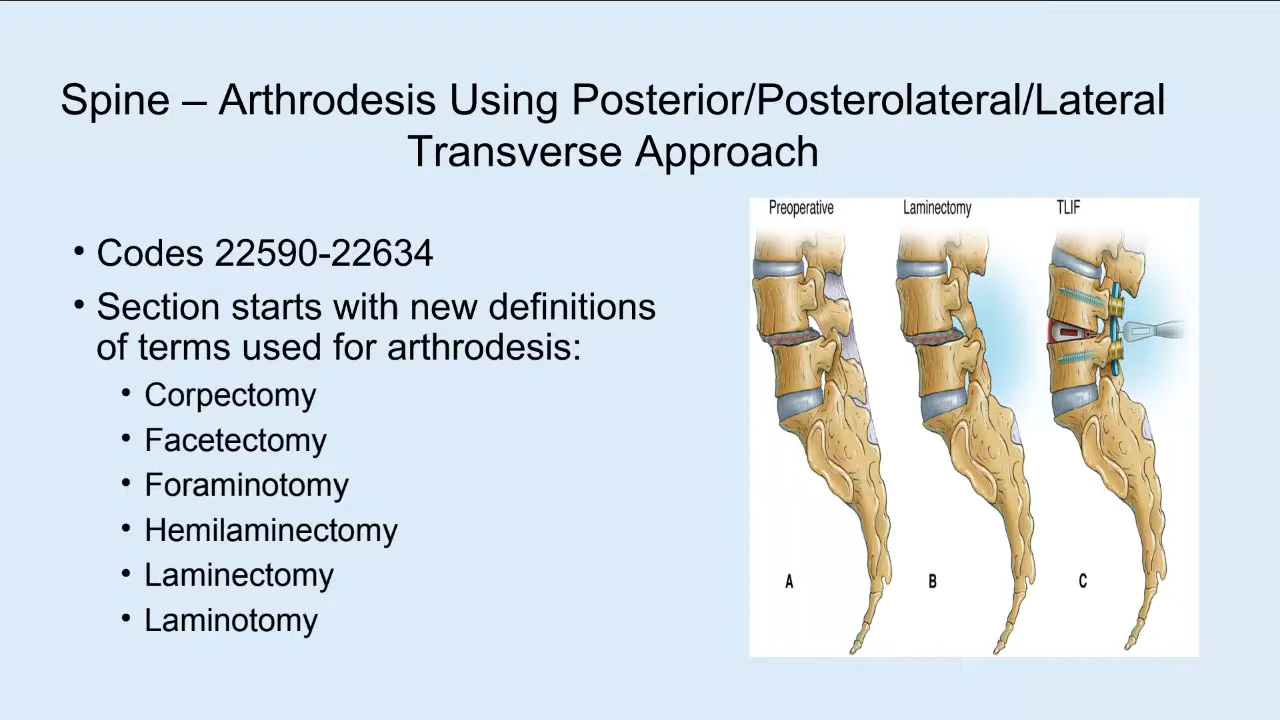 Spine – Arthrodesis Using Posterior/Posterolateral/Lateral
Transverse Approach
• Codes 22590-22634
• Section starts with new definitions
of terms used for arthrodesis:
• Corpectomy
• Facetectomy
• Foraminotomy
• Hemilaminectomy
• Laminectomy
• Laminotomy
Preoperative
Laminectomy
TLIF
A
B
C